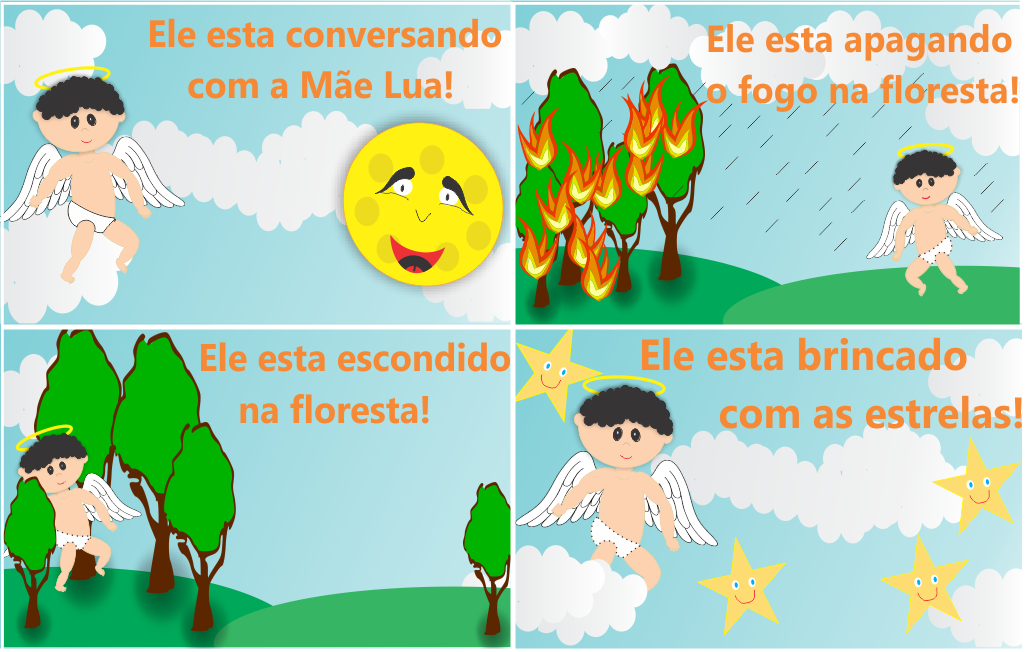 Ele esta conversando
com a Mãe Lua!
Ele esta apagando
o fogo na floresta!
Ele esta escondido
na floresta!
Ele esta brincado
com as estrelas!